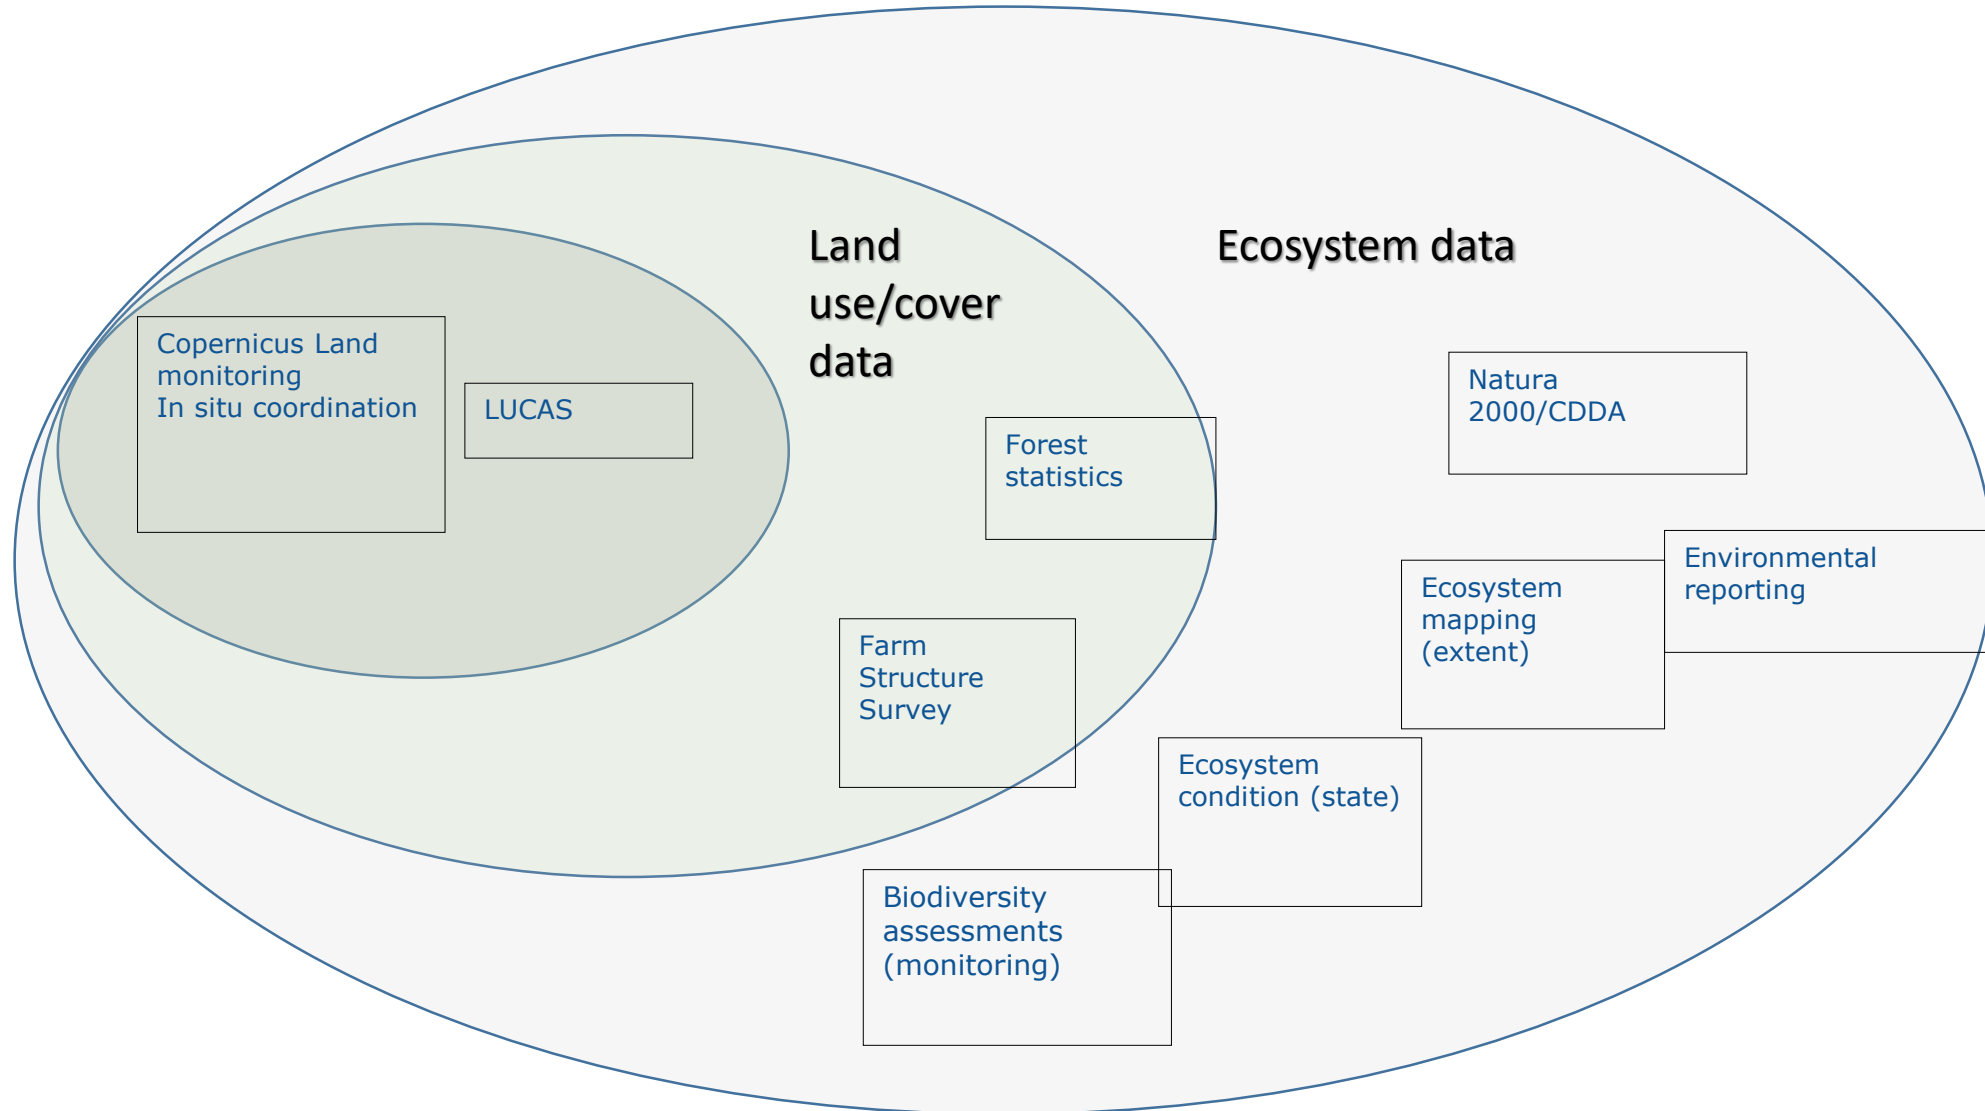 Land
use/cover
data
Ecosystem data
Copernicus Land
monitoring
In situ coordination
LUCAS
Forest
statistics
Natura
2000/CDDA
Environmental
reporting
Ecosystem
mapping
(extent)
Farm
Structure
Survey
Ecosystem
condition (state)
Biodiversity
assessments
(monitoring)